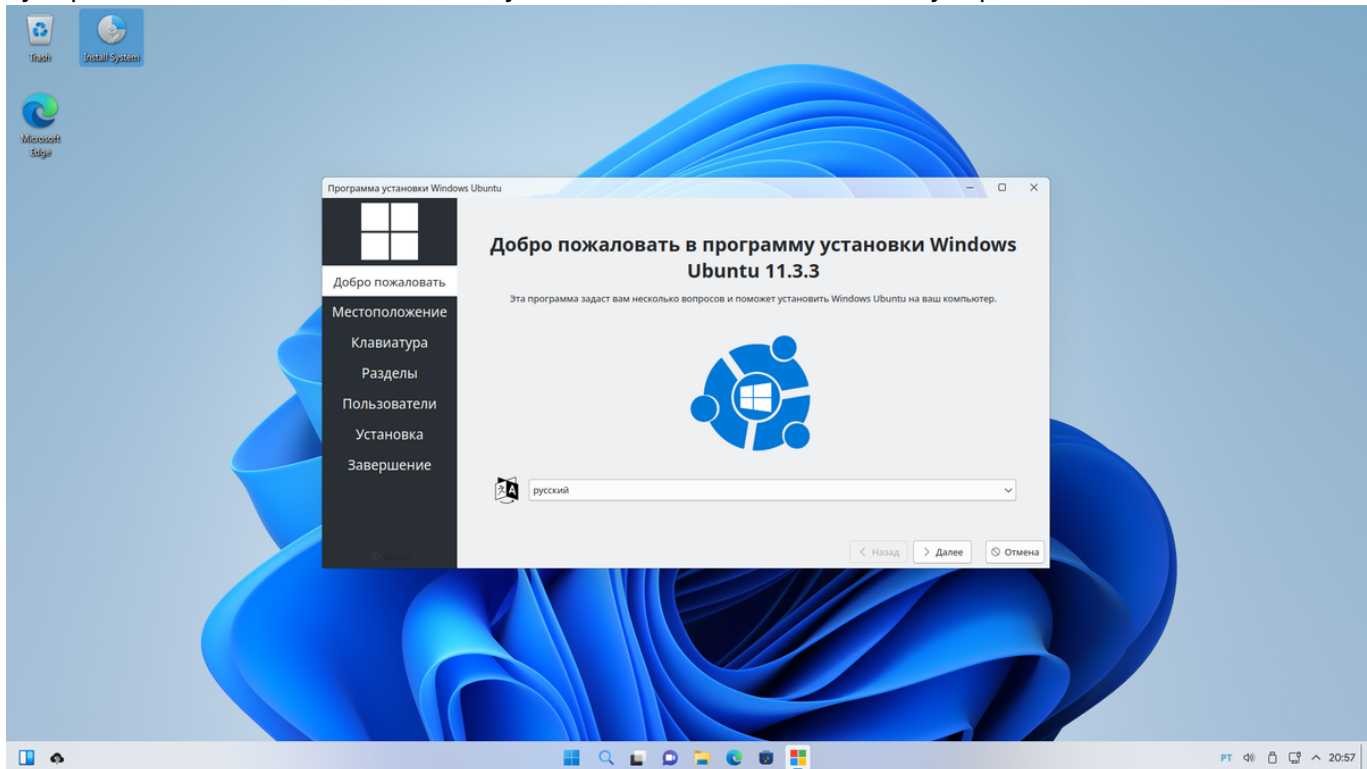 Trash
Install System
Microsoft
Edge
Программа установки Windows Ubuntu
Добро пожаловать
Местоположение
Клавиатура
Разделы
Пользователи
Установка
Завершение
Добро пожаловать в программу установки Windows
Ubuntu 11.3.3
Эта программа задаст вам несколько вопросов и поможет установить Windows Ubuntu на ваш компьютер.
русский
Назад
Далее
Отмена
PT
20:57